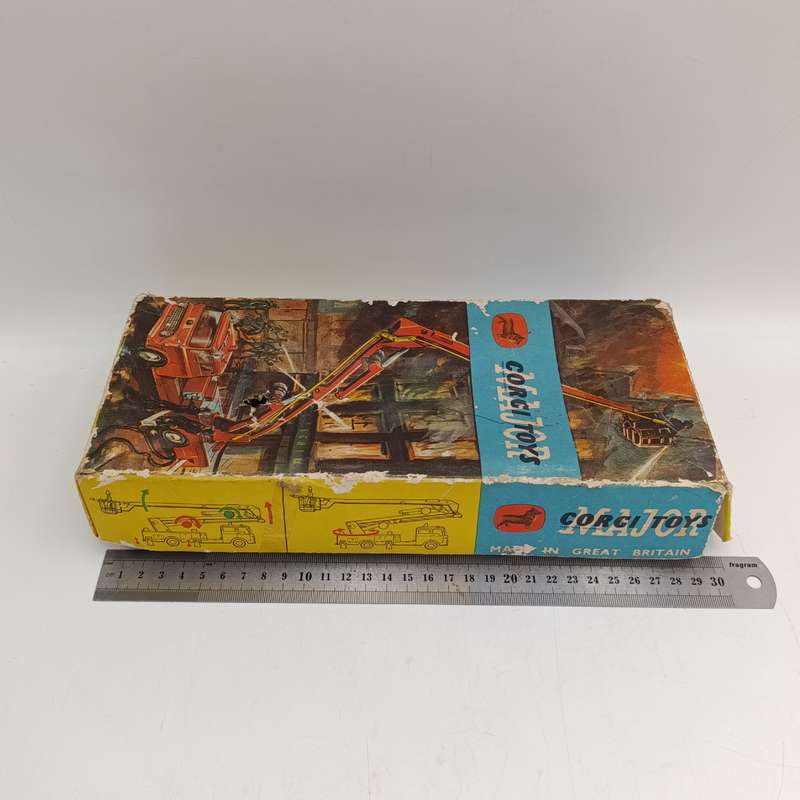 CORGI TOYS
MAJOR
CORGI TOYS
MAJOR
MADE IN GREAT BRITAIN
cm 1 2 3 4 5 6 7 8 9 10 11 12 13 14 15 16 17 18 19 20 21 22 23 24 25 26 27 28 29 30
fragram